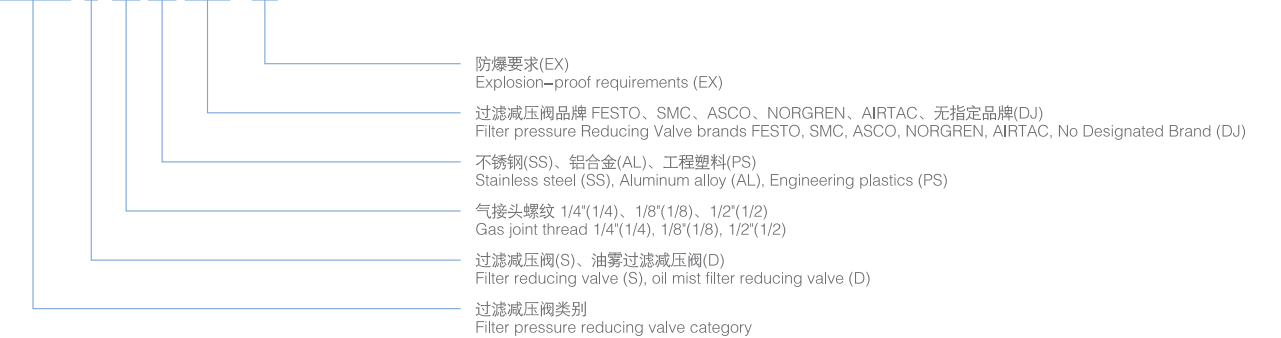 防爆要求(EX)
Explosion-proof requirements (EX)
过滤减压阀品牌 FESTO、SMC、ASCO、NORGREN、AIRTAC、无指定品牌(DJ)
Filter pressure Reducing Valve brands FESTO, SMC, ASCO, NORGREN, AIRTAC, No Designated Brand (DJ)
不锈钢(SS)、铝合金(AL)、工程塑料(PS)
Stainless steel (SS), Aluminum alloy (AL), Engineering plastics (PS)
气接头螺纹 1/4"(1/4)、1/8"(1/8)、1/2"(1/2)
Gas joint thread 1/4"(1/4), 1/8"(1/8), 1/2"(1/2)
过滤减压阀(S)、油雾过滤减压阀(D)
Filter reducing valve (S), oil mist filter reducing valve (D)
过滤减压阀类别
Filter pressure reducing valve category